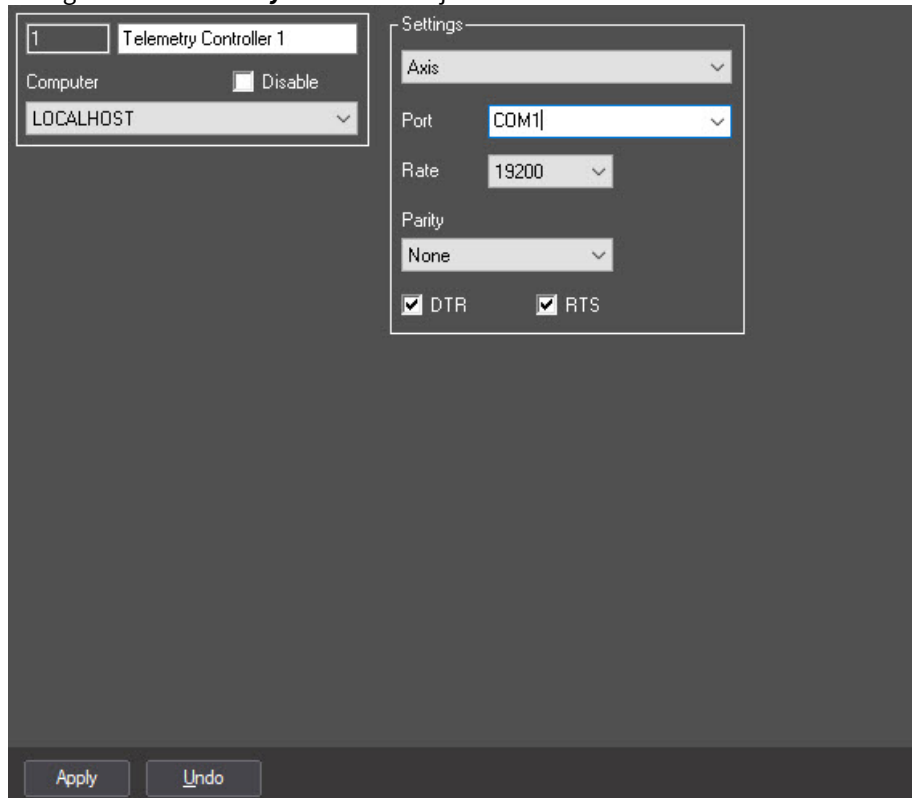 1 Telemetry Controller 1
Computer Disable
LOCALHOST
Settings
Axis
Port COM1
Rate 19200
Parity
None
DTR RTS
Apply Undo